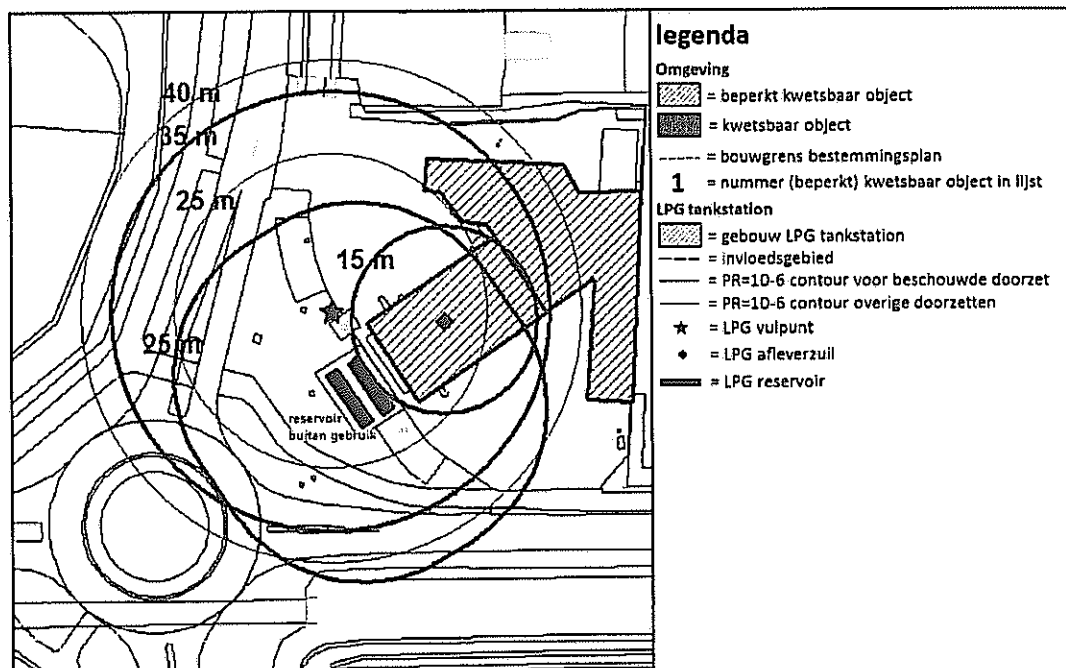 40 m
35 m
25 m
15 m
25 m
reservoir
buitan gebruik
legenda
Omgeving
= beperkt kwetsbaar object
= kwetsbaar object
= bouwgrens bestemmingsplan
1 = nummer (beperkt) kwetsbaar object in lijst
LPG tankstation
= gebouw LPG tankstation
= invloedsgebied
= PR=10-6 contour voor beschouwde doorzet
= PR=10-6 contour overige doorzetten
= LPG vulpunt
= LPG afleverzuil
= LPG reservoir